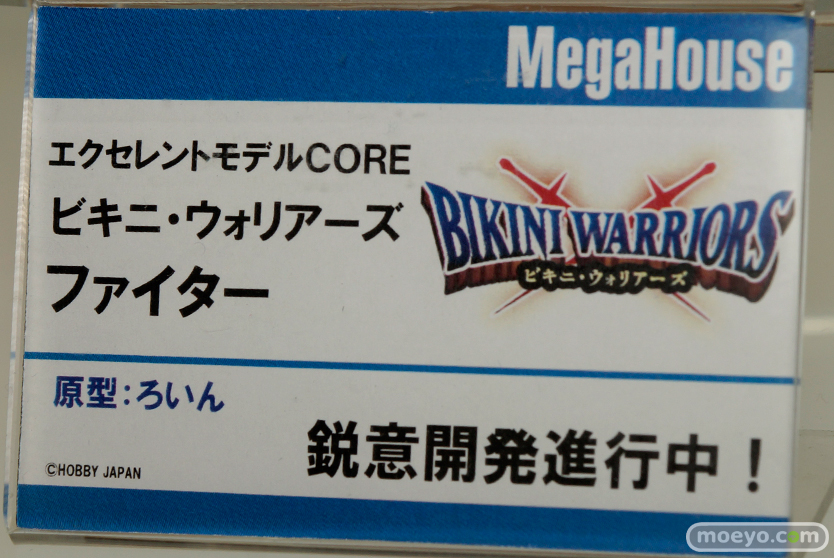 MegaHouse
エクセレントモデルCORE
ビキニ・ウォリアーズ
ファイター
BIKINI WARRIORS
ビキニ・ウォリアーズ
原型：ろいん
鋭意開発進行中！
©HOBBY JAPAN
moeyo.com